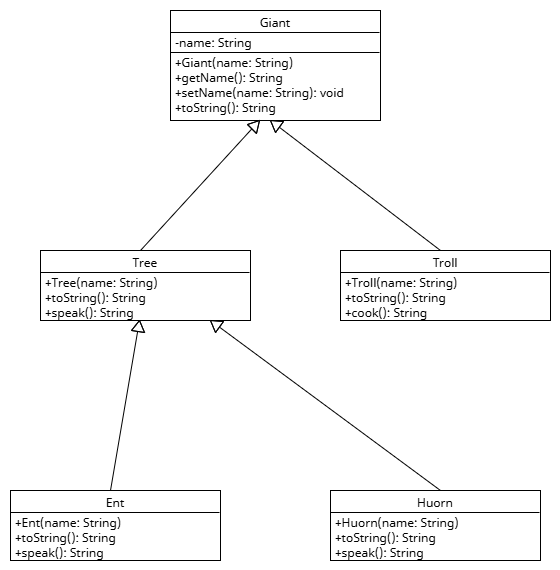 Giant
-name: String
+Giant(name: String)
+getName(): String
+setName(name: String): void
+toString(): String
Tree
+Tree(name: String)
+toString(): String
+speak(): String
Troll
+Troll(name: String)
+toString(): String
+cook(): String
Ent
+Ent(name: String)
+toString(): String
+speak(): String
Huorn
+Huorn(name: String)
+toString(): String
+speak(): String